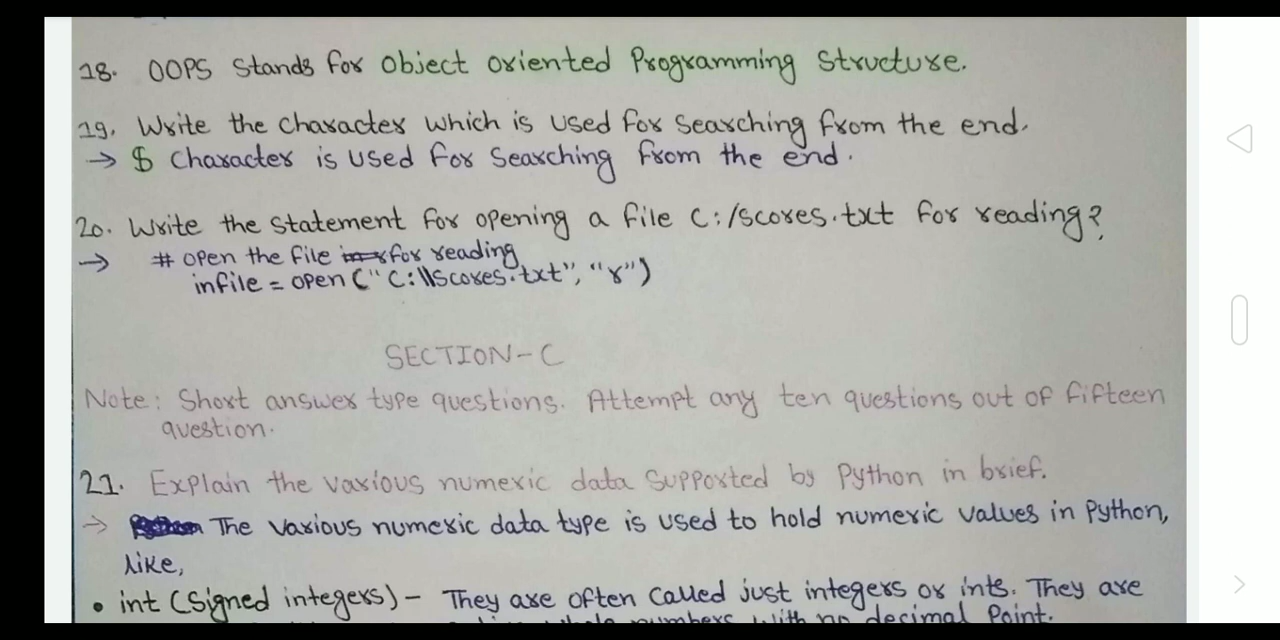 18. OOPS Stands for Object oriented Programming Structure.
19. Write the character which is used for searching from the end.
→ $ Character is used for Searching from the end.
20. Write the statement for opening a file C:/scores.txt for reading?
→ # open the file for reading
infile = open ("C:\\Scores.txt", "r")
SECTION-C
Note: Short answer type questions. Attempt any ten questions out of fifteen
question.
21. Explain the various numeric data supported by Python in brief.
→ The various numeric data type is used to hold numeric values in Python,
like,
• int (Signed integers) - They are often called just integers or ints. They are
numbers with no decimal Point.